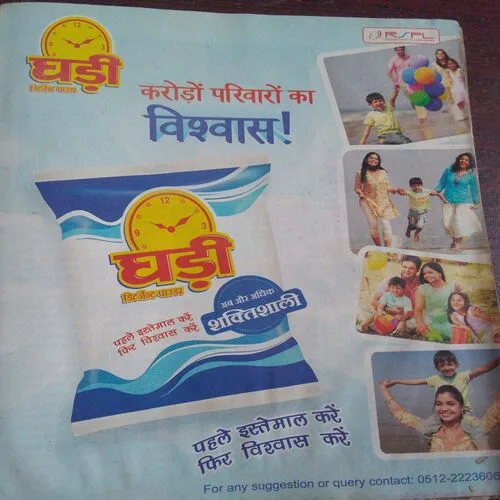 घड़ी
डिटर्जेन्ट पाउडर
RSPL
करोड़ों परिवारों का
विश्वास!
घड़ी
डिटर्जेन्ट पाउडर
अब और अधिक
शक्तिशाली
पहले इस्तेमाल करें
फिर विश्वास करें
पहले इस्तेमाल करें
फिर विश्वास करें
For any suggestion or query contact: 0512-2223606